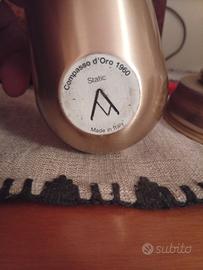 Compasso d'Oro 1960
Static
Made in Italy
subito